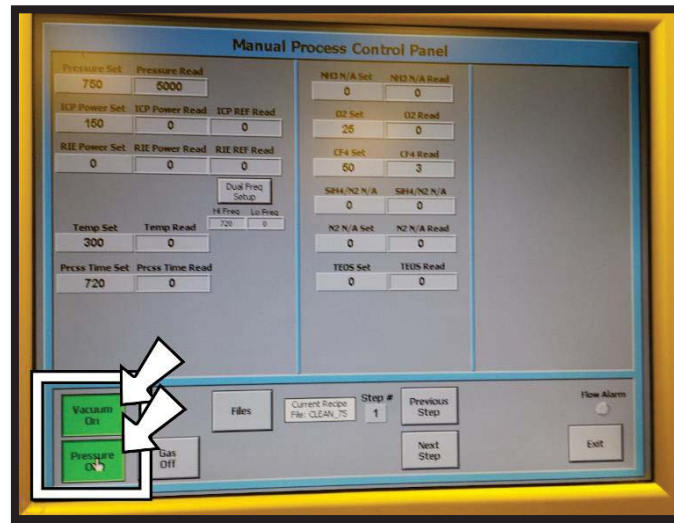 Manual Process Control Panel
Pressure Set Pressure Read
750 5000
ICP Power Set ICP Power Read ICP REF Read
150 0 0
RIE Power Set RIE Power Read RIE REF Read
0 0 0
Dual Freq
Setup
Hi Freq Lo Freq
720 0
Temp Set Temp Read
300 0
Prcss Time Set Prcss Time Read
720 0
NH3 N/A Set NH3 N/A Read
0 0
O2 Set O2 Read
25 0
CF4 Set CF4 Read
50 3
SiH4/N2 N/A SiH4/N2 N/A
0 0
N2 N/A Set N2 N/A Read
0 0
TEOS Set TEOS Read
0 0
Vacuum
On
Pressure
Gas
Off
Files
Current Recipe
File: CLEAN_75
Step #
1
Previous
Step
Next
Step
Flow Alarm
Exit